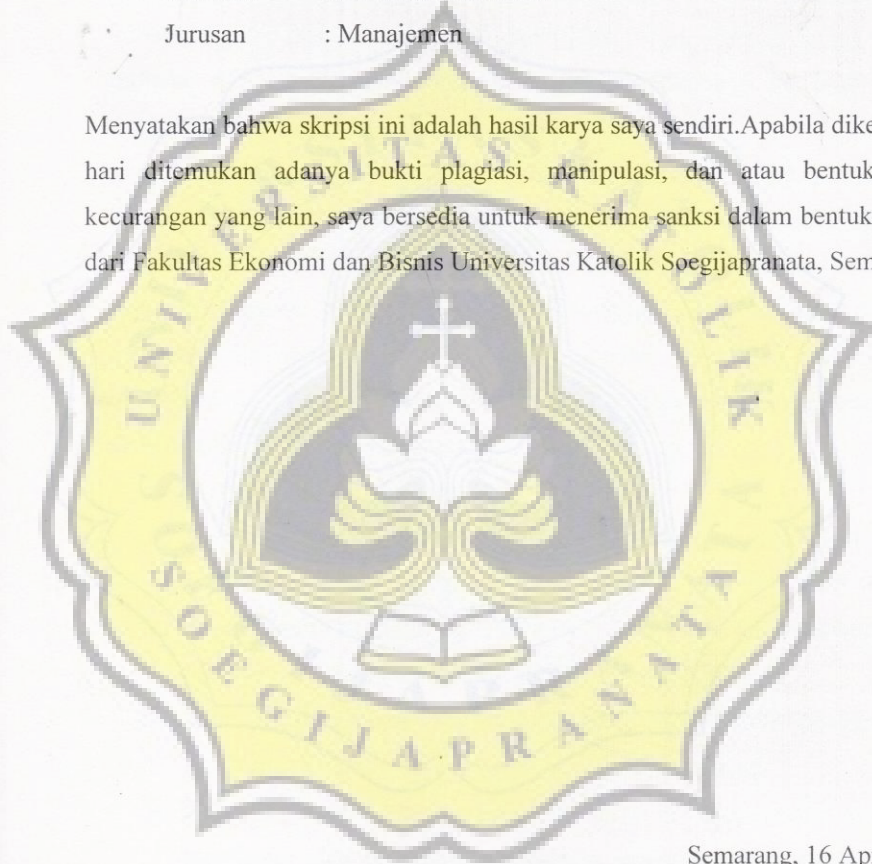 Jurusan : Manajemen
Menyatakan bahwa skripsi ini adalah hasil karya saya sendiri.Apabila dike
hari ditemukan adanya bukti plagiasi, manipulasi, dan atau bentuk
kecurangan yang lain, saya bersedia untuk menerima sanksi dalam bentuk
dari Fakultas Ekonomi dan Bisnis Universitas Katolik Soegijapranata, Sem
UNIVERSITAS KATOLIK
SOEGIJAPRANATA
Semarang, 16 Ap